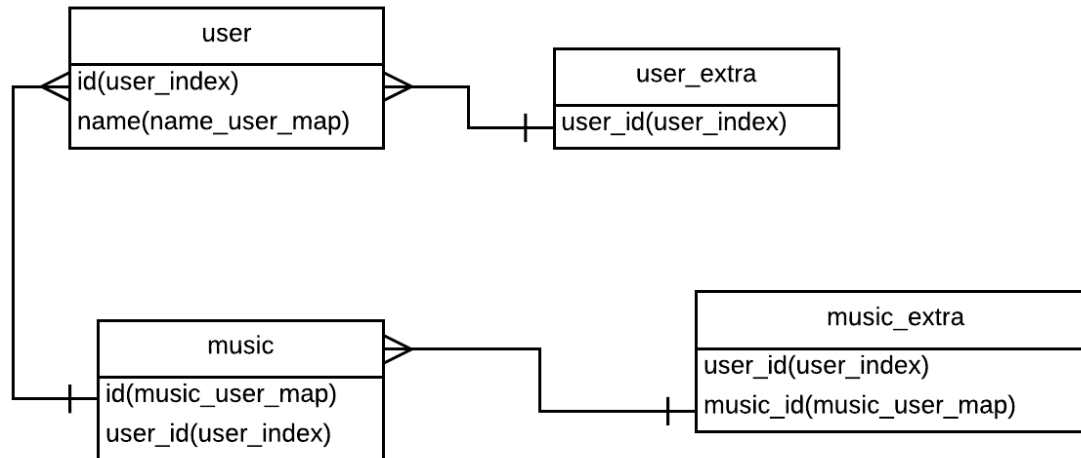 user
id(user_index)
name(name_user_map)
user_extra
user_id(user_index)
music
id(music_user_map)
user_id(user_index)
music_extra
user_id(user_index)
music_id(music_user_map)